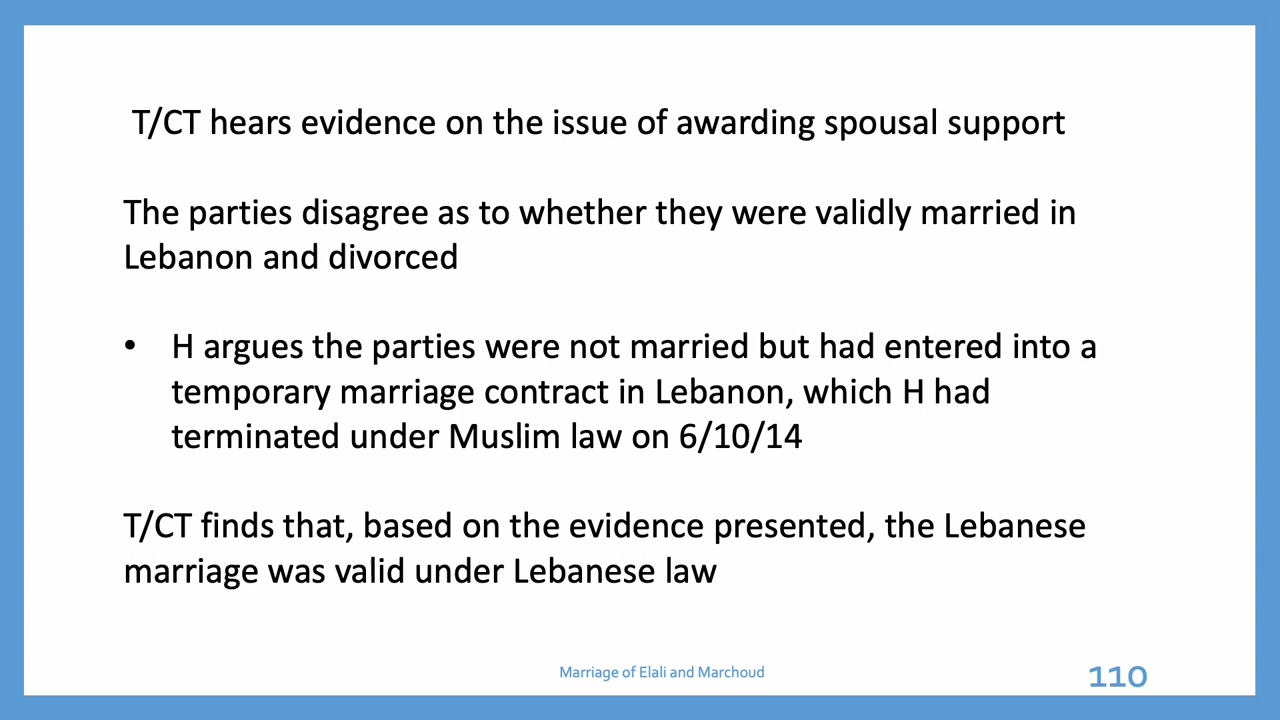 T/CT hears evidence on the issue of awarding spousal support
The parties disagree as to whether they were validly married in
Lebanon and divorced
• H argues the parties were not married but had entered into a
temporary marriage contract in Lebanon, which H had
terminated under Muslim law on 6/10/14
T/CT finds that, based on the evidence presented, the Lebanese
marriage was valid under Lebanese law
Marriage of Elali and Marchoud
110